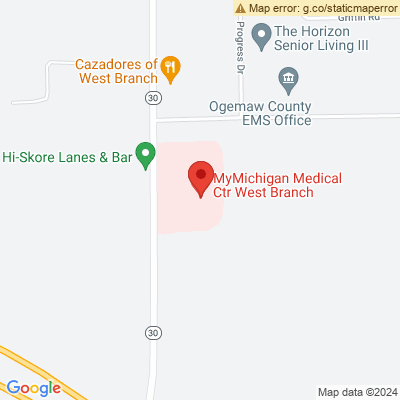 Map error: g.co/staticmaperror
Griffin Rd
Progress Dr
The Horizon
Senior Living III
Cazadores of
West Branch
30
Ogemaw County
EMS Office
Hi-Skore Lanes & Bar
MyMichigan Medical
Ctr West Branch
30
Google
Map data ©2024